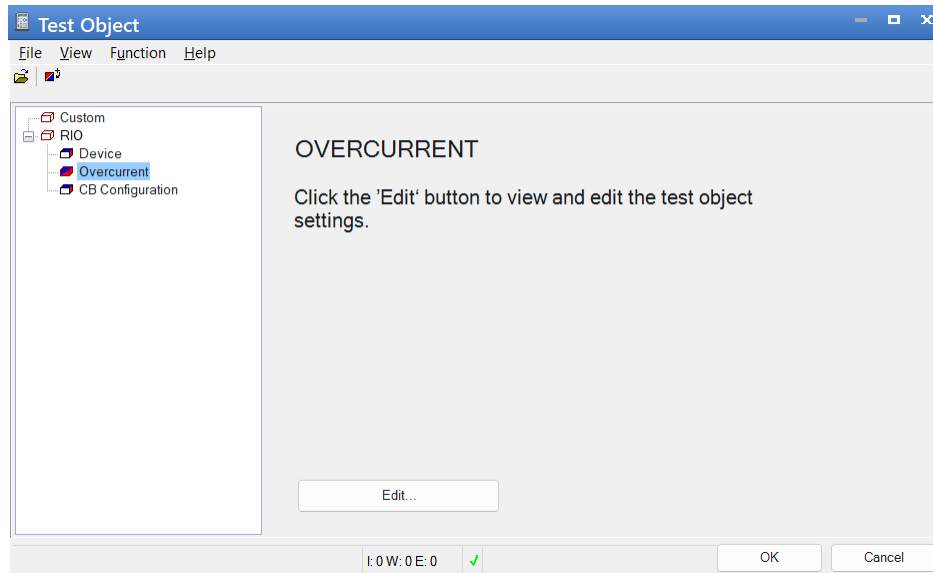 Test Object
File View Function Help
Custom
RIO
Device
Overcurrent
CB Configuration
OVERCURRENT
Click the ’Edit‘ button to view and edit the test object
settings.
Edit...
I: 0 W: 0 E: 0
OK
Cancel